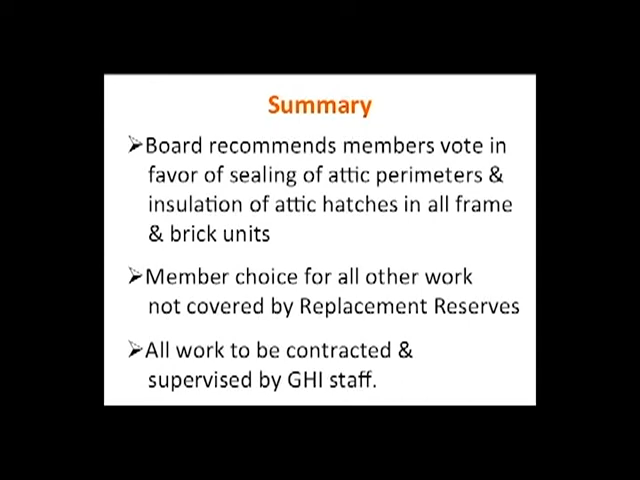 Summary
➢Board recommends members vote in
favor of sealing of attic perimeters &
insulation of attic hatches in all frame
& brick units
➢Member choice for all other work
not covered by Replacement Reserves
➢All work to be contracted &
supervised by GHI staff.